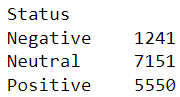 Status
Negative    1241
Neutral     7151
Positive    5550